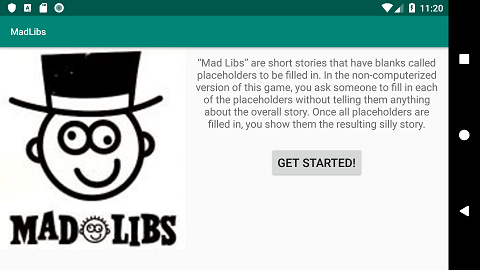 11:20
MadLibs
"Mad Libs" are short stories that have blanks called
placeholders to be filled in. In the non-computerized
version of this game, you ask someone to fill in each
of the placeholders without telling them anything
about the overall story. Once all placeholders are
filled in, you show them the resulting silly story.
GET STARTED!
MAD LIBS